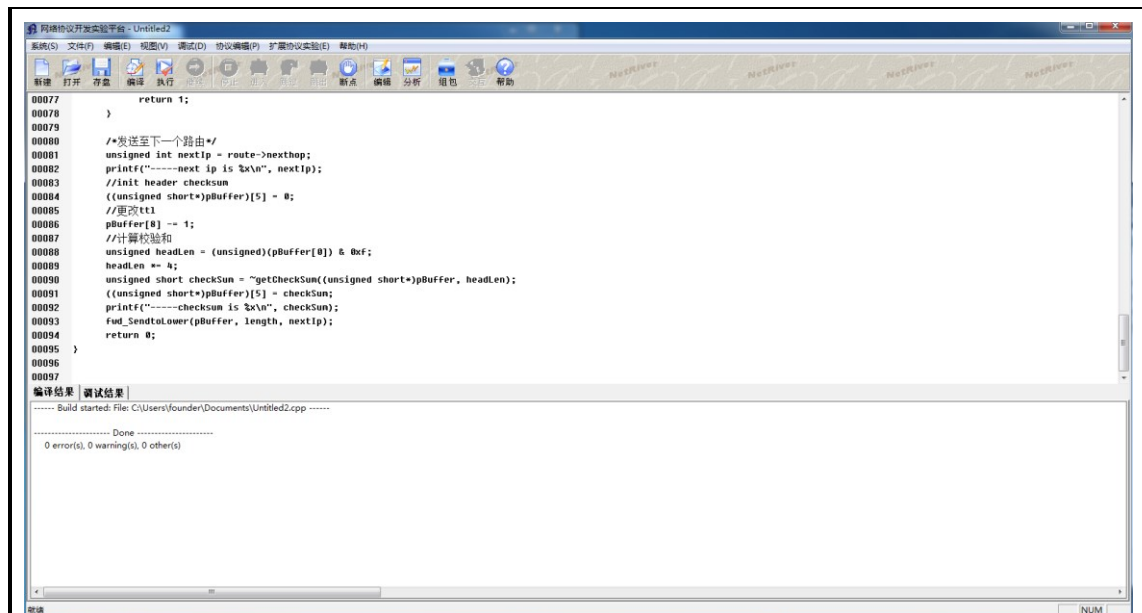 网络协议开发实验平台 - Untitled2
系统(S) 文件(F) 编辑(E) 视图(V) 调试(D) 协议编辑(P) 扩展协议实验(E) 帮助(H)
新建 打开 存盘 编译 执行 停止 断点 编辑 分析 组包 帮助
NetRiver NetRiver NetRiver NetRiver
00077 return 1;
00078 }
00079
00080 /*发送至下一个路由*/
00081 unsigned int nextIp = route->nexthop;
00082 printf("-----next ip is %x\n", nextIp);
00083 //init header checksum
00084 ((unsigned short*)pBuffer)[5] = 0;
00085 //更改ttl
00086 pBuffer[8] -= 1;
00087 //计算校验和
00088 unsigned headLen = (unsigned)(pBuffer[0]) & 0xf;
00089 headLen *= 4;
00090 unsigned short checkSum = ~getCheckSum((unsigned short*)pBuffer, headLen);
00091 ((unsigned short*)pBuffer)[5] = checkSum;
00092 printf("-----checksum is %x\n", checkSum);
00093 fwd_SendtoLower(pBuffer, length, nextIp);
00094 return 0;
00095 }
00096
00097
编译结果 调试结果
------ Build started: File: C:\Users\founder\Documents\Untitled2.cpp ------
---------------------- Done ----------------------
0 error(s), 0 warning(s), 0 other(s)
就绪 NUM